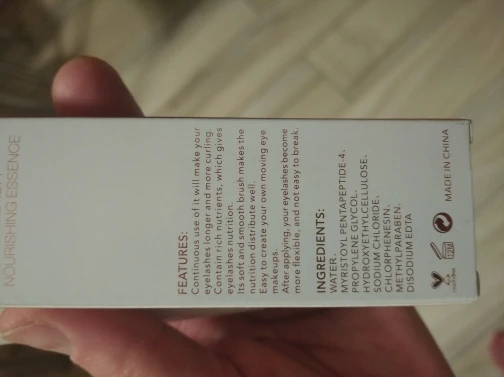 NOURISHING ESSENCE
FEATURES:
Continuous use of it will make your
eyelashes longer and more curling.
Contain rich nutrients, which gives
eyelashes nutrition.
Its soft and smooth brush makes the
nutrition distribute well.
Easy to create your own moving eye
makeups.
After applying, your eyelashes become
more flexible, and not easy to break.
INGREDIENTS:
WATER.
MYRISTOYL PENTAPEPTIDE-4.
PROPYLENE GLYCOL.
HYDROXYETHYLCELLULOSE.
SODIUM CHLORIDE.
CHLORPHENESIN.
METHYLPARABEN.
DISODIUM EDTA
MADE IN CHINA